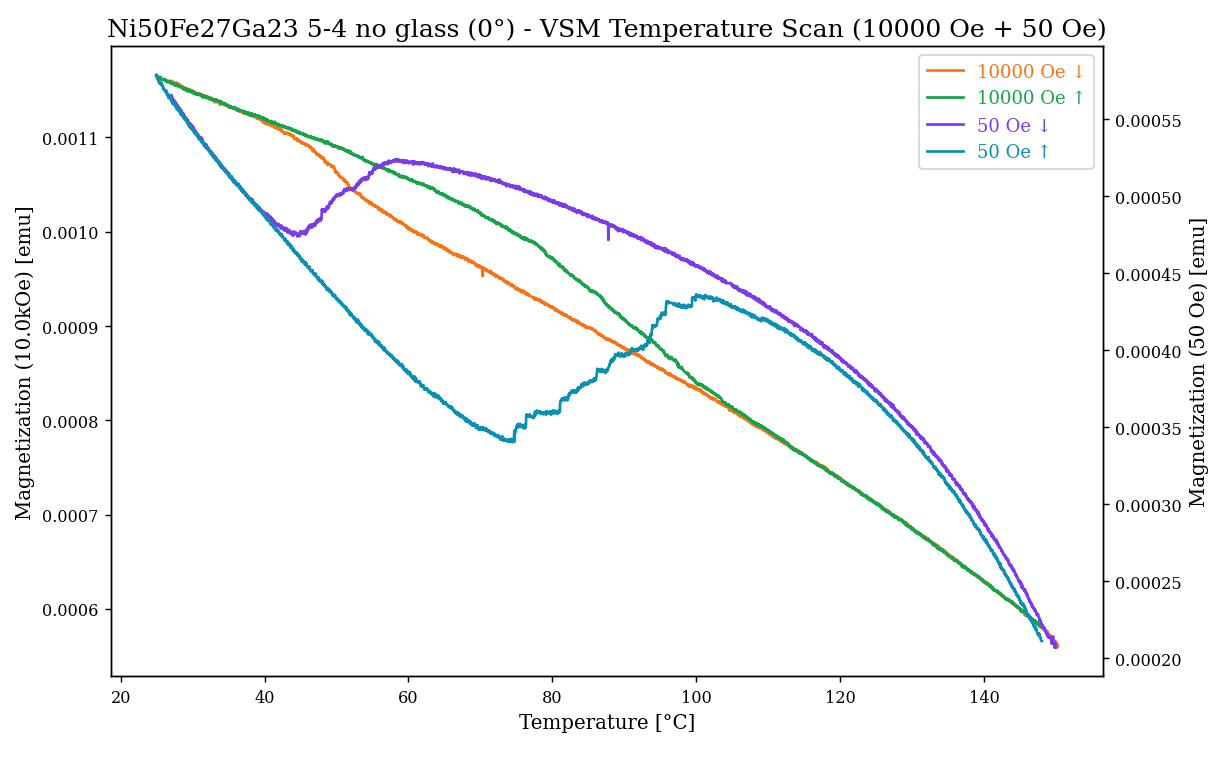 Ni50Fe27Ga23 5-4 no glass (0°) - VSM Temperature Scan (10000 Oe + 50 Oe)
10000 Oe ↓
10000 Oe ↑
50 Oe ↓
50 Oe ↑
Magnetization (10.0kOe) [emu]
0.0011
0.0010
0.0009
0.0008
0.0007
0.0006
0.00055
0.00050
0.00045
0.00040
0.00035
0.00030
0.00025
0.00020
Magnetization (50 Oe) [emu]
20 40 60 80 100 120 140
Temperature [°C]